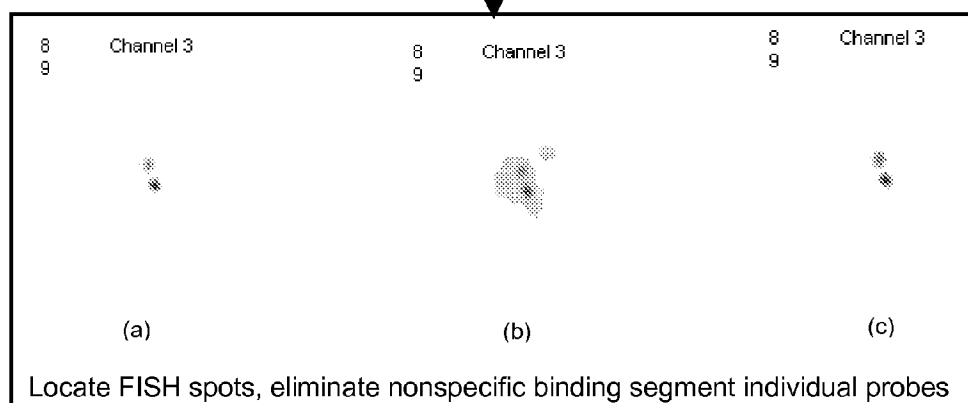 8 Channel 3
9
8 Channel 3
9
8 Channel 3
9
(a)
(b)
(c)
Locate FISH spots, eliminate nonspecific binding segment individual probes